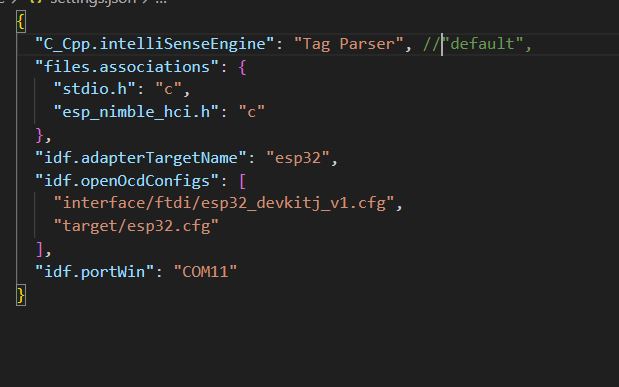 settings.json > ...
{
"C_Cpp.intelliSenseEngine": "Tag Parser", //"default",
"files.associations": {
"stdio.h": "c",
"esp_nimble_hci.h": "c"
},
"idf.adapterTargetName": "esp32",
"idf.openOcdConfigs": [
"interface/ftdi/esp32_devkitj_v1.cfg",
"target/esp32.cfg"
],
"idf.portWin": "COM11"
}